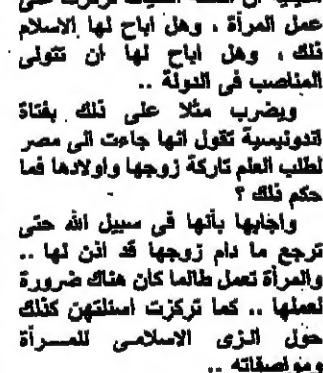 عمل المرأة ، وهل اباح لها الاسلام
ذلك ، وهل اباح لها ان تتولى
المناصب فى الدولة ..
ويضرب مثلا على ذلك بفتاة
اندونيسية تقول انها جاءت الى مصر
لطلب العلم تاركة زوجها واولادها فما
حكم ذلك ؟
واجابها بأنها فى سبيل الله حتى
ترجع ما دام زوجها قد اذن لها ..
والمرأة تعمل طالما كان هناك ضرورة
لعملها .. كما تركزت اسئلتهن كذلك
حول الزى الاسلامى للمرأة
ومواصفاته ..